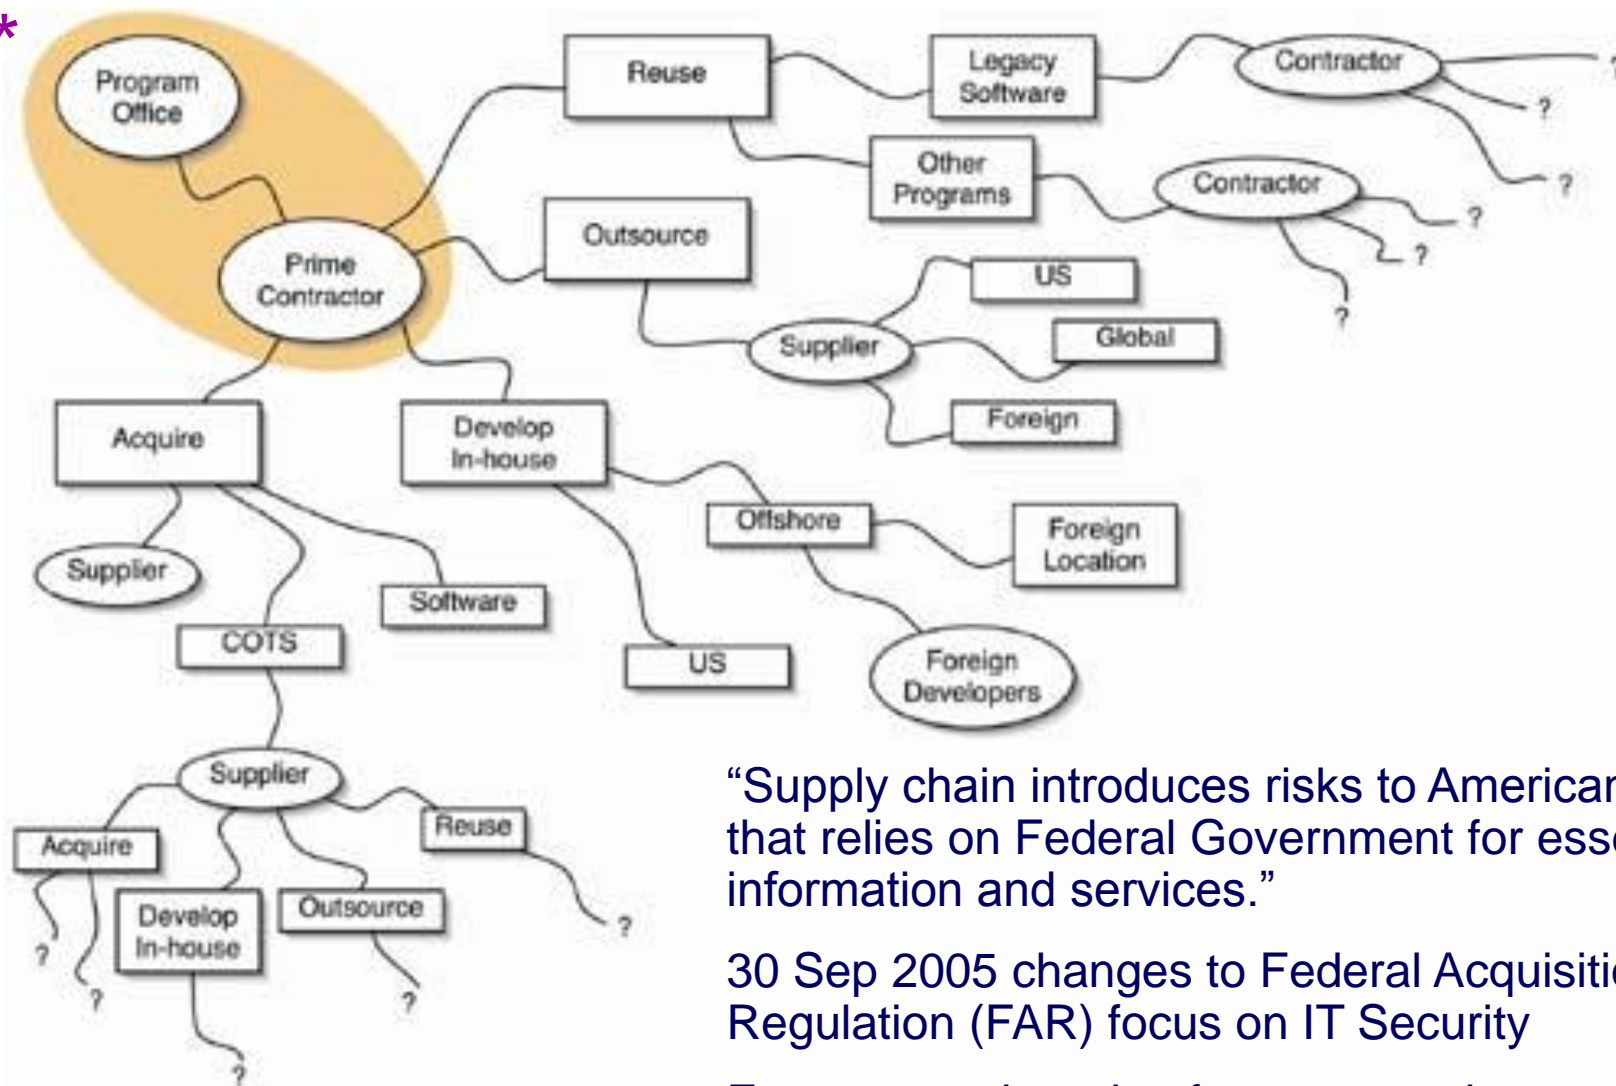 *
Program
Office
Prime
Contractor
Reuse
Legacy
Software
Contractor
?
?
?
Other
Programs
Contractor
?
?
?
Outsource
Supplier
US
Global
Foreign
Acquire
Supplier
COTS
Software
Develop
In-house
Offshore
Foreign
Location
US
Foreign
Developers
Supplier
Acquire
?
?
Develop
In-house
?
Outsource
?
Reuse
?
“Supply chain introduces risks to American
that relies on Federal Government for
information and services.”
30 Sep 2005 changes to Federal
Regulation (FAR) focus on IT Security